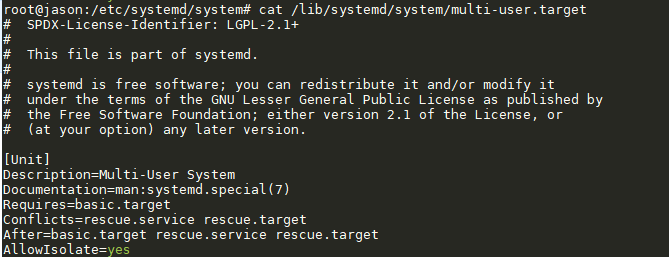 root@jason:/etc/systemd/system# cat /lib/systemd/system/multi-user.target
#  SPDX-License-Identifier: LGPL-2.1+
#
#  This file is part of systemd.
#
#  systemd is free software; you can redistribute it and/or modify it
#  under the terms of the GNU Lesser General Public License as published by
#  the Free Software Foundation; either version 2.1 of the License, or
#  (at your option) any later version.

[Unit]
Description=Multi-User System
Documentation=man:systemd.special(7)
Requires=basic.target
Conflicts=rescue.service rescue.target
After=basic.target rescue.service rescue.target
AllowIsolate=yes